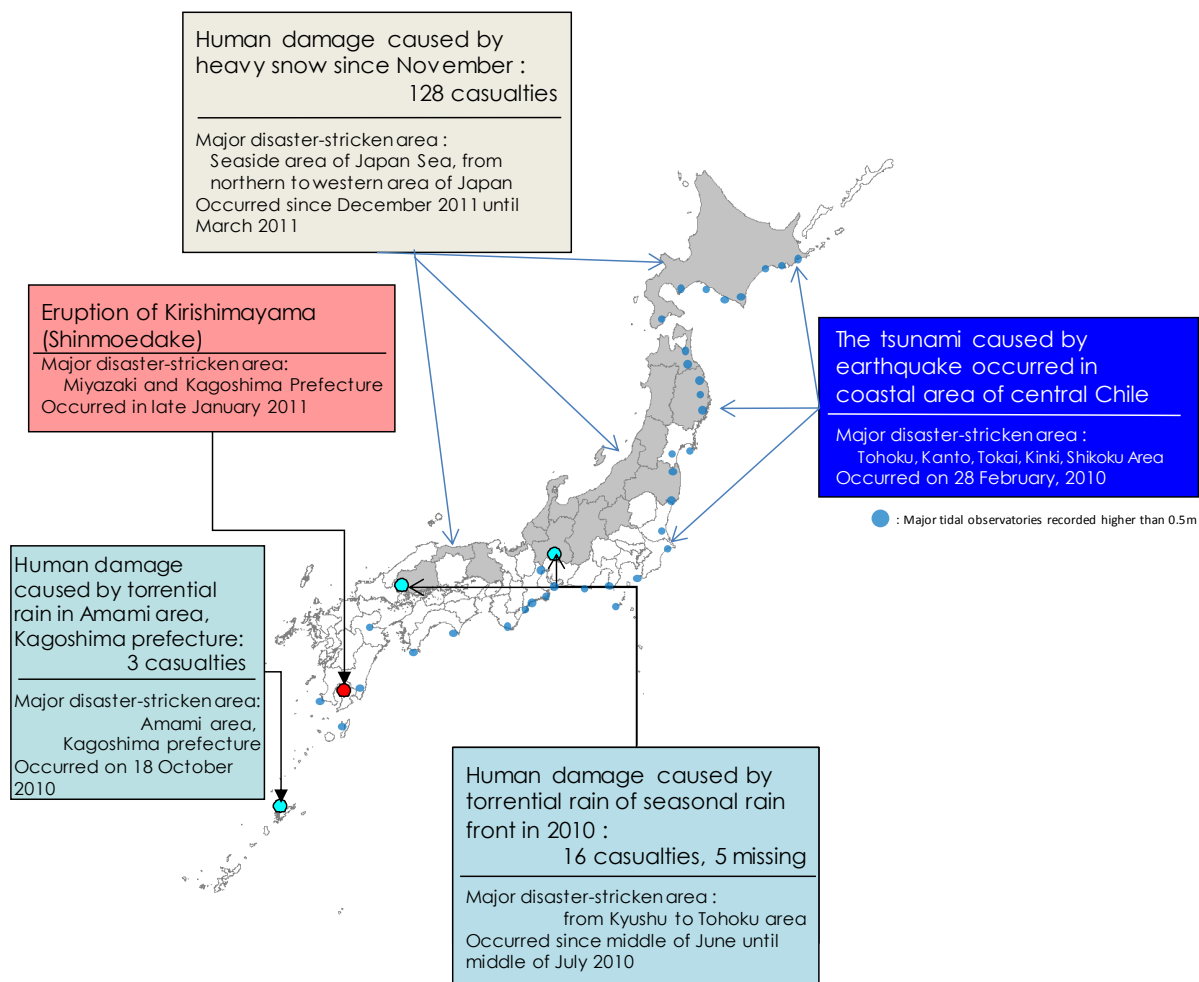 Human damage caused by
heavy snow since November :
128 casualties
Major disaster-stricken area :
Seaside area of Japan Sea, from
northern to western area of Japan
Occurred since December 2011 until
March 2011
Eruption of Kirishimayama
(Shinmoedake)
Major disaster-stricken area:
Miyazaki and Kagoshima Prefecture
Occurred in late January 2011
The tsunami caused by
earthquake occurred in
coastal area of central Chile
Major disaster-stricken area :
Tohoku, Kanto, Tokai, Kinki, Shikoku Area
Occurred on 28 February, 2010
: Major tidal observatories recorded higher than 0.5m
Human damage
caused by torrential
rain in Amami area,
Kagoshima prefecture:
3 casualties
Major disaster-stricken area:
Amami area,
Kagoshima prefecture
Occurred on 18 October
2010
Human damage caused by
torrential rain of seasonal rain
front in 2010 :
16 casualties, 5 missing
Major disaster-stricken area :
from Kyushu to Tohoku area
Occurred since middle of June until
middle of July 2010